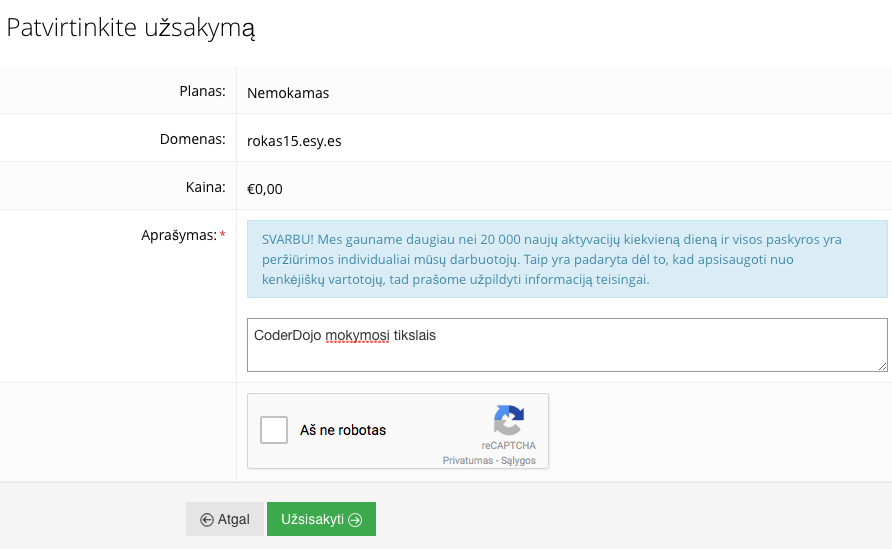 Patvirtinkite užsakymą
Planas: Nemokamas
Domenas: rokas15.esy.es
Kaina: €0,00
Aprašymas: *
SVARBU! Mes gauname daugiau nei 20 000 naujų aktyvacijų kiekvieną dieną ir visos paskyros yra
peržiūrimos individualiai mūsų darbuotojų. Taip yra padaryta dėl to, kad apsisaugoti nuo
kenkėjiškų vartotojų, tad prašome užpildyti informaciją teisingai.
CoderDojo mokymosi tikslais
Aš ne robotas
reCAPTCHA
Privatumas - Sąlygos
Atgal
Užsisakyti